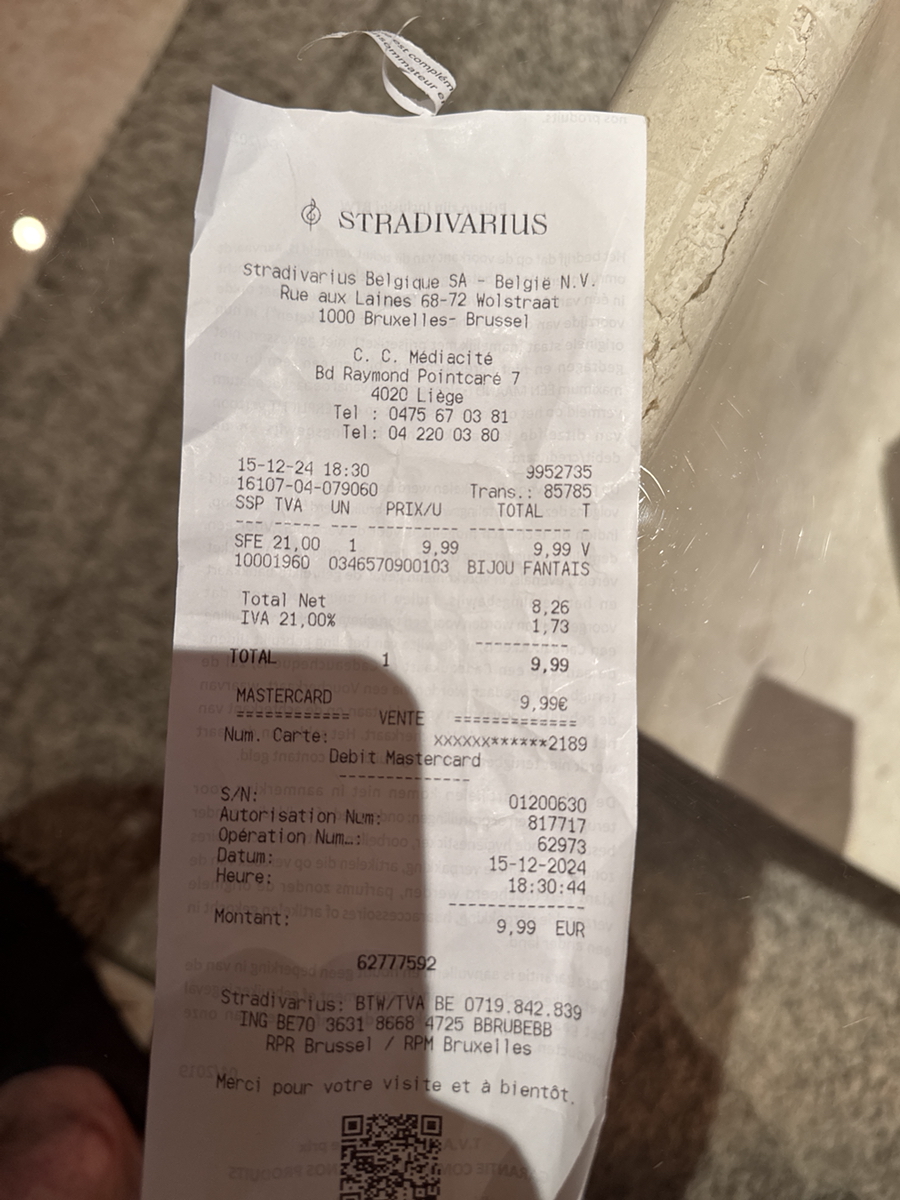 est complém
nsommateur e
STRADIVARIUS
Stradivarius Belgique SA - België N.V.
Rue aux Laines 68-72 Wolstraat
1000 Bruxelles- Brussel
C. C. Médiacité
Bd Raymond Pointcaré 7
4020 Liège
Tel : 0475 67 03 81
Tel: 04 220 03 80
15-12-24 18:30 9952735
16107-04-079060 Trans.: 85785
SSP TVA UN PRIX/U TOTAL T
--- ----- --- ---------- ---------- ---
SFE 21,00 1 9,99 9,99 V
10001960 0346570900103 BIJOU FANTAIS
Total Net 8,26
IVA 21,00% 1,73
----------
TOTAL 1 9,99
MASTERCARD 9,99€
=========== VENTE ============
Num. Carte: xxxxxx******2189
Debit Mastercard
--------------
S/N: 01200630
Autorisation Num: 817717
Opération Num.: 62973
Datum: 15-12-2024
Heure: 18:30:44
--------------
Montant: 9,99 EUR
62777592
Stradivarius: BTW/TVA BE 0719.842.839
ING BE70 3631 8668 4725 BBRUBEBB
RPR Brussel / RPM Bruxelles
Merci pour votre visite et à bientôt.